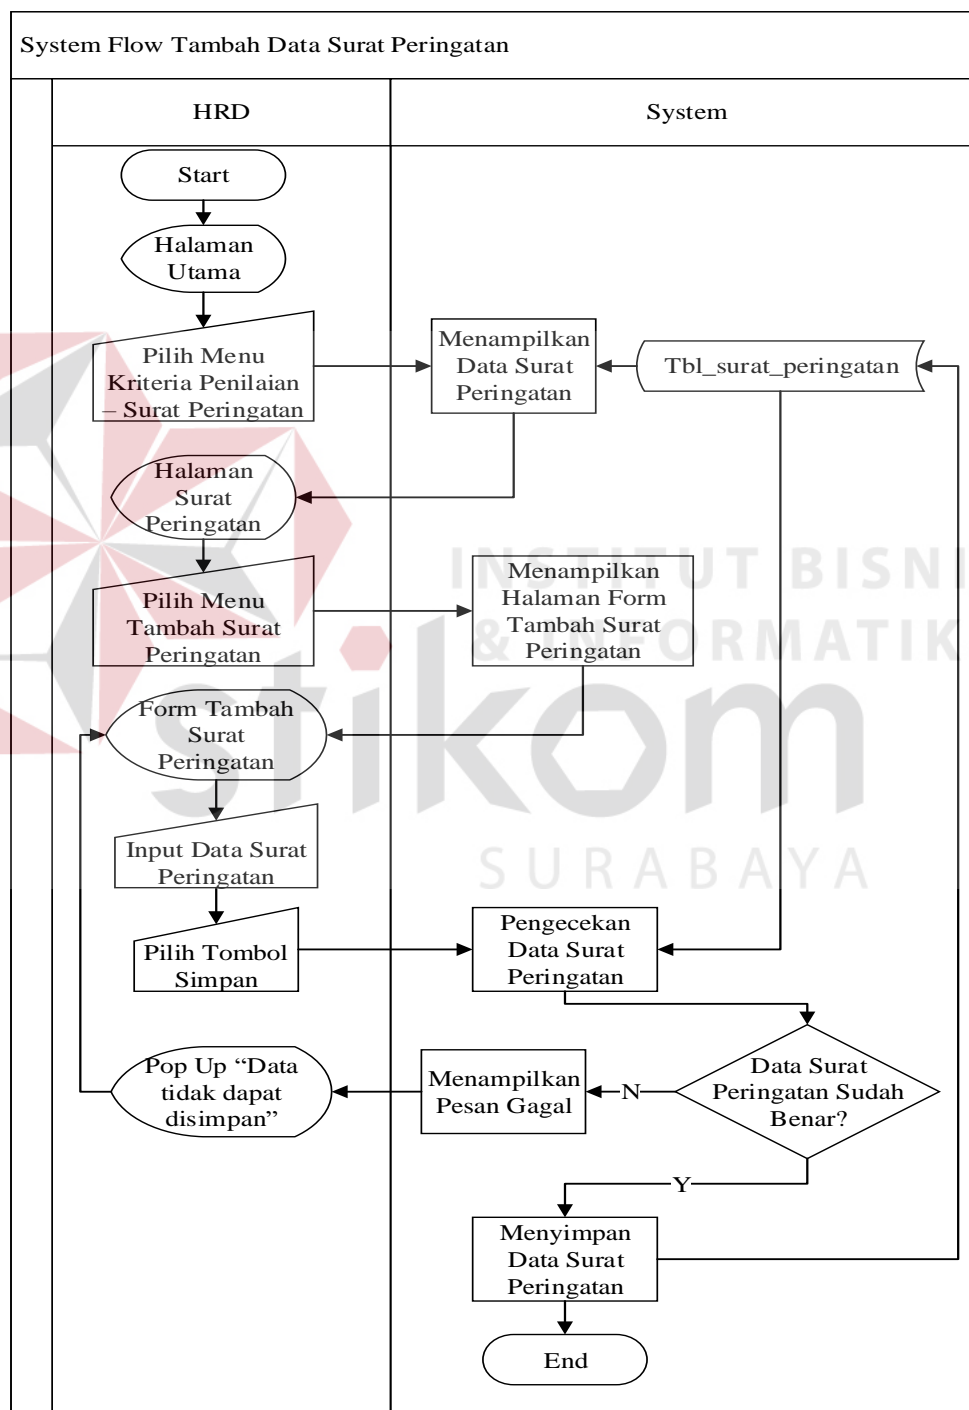 System Flow Tambah Data Surat Peringatan
HRD
System
Start
Halaman
Utama
Pilih Menu
Kriteria Penilaian
– Surat Peringatan
Menampilkan
Data Surat
Peringatan
Tbl_surat_peringatan
Halaman
Surat
Peringatan
Pilih Menu
Tambah Surat
Peringatan
Menampilkan
Halaman Form
Tambah Surat
Peringatan
INSTITUT BISNI
& INFORMATIK
stikom
SURABAYA
Form Tambah
Surat
Peringatan
Input Data Surat
Peringatan
Pilih Tombol
Simpan
Pengecekan
Data Surat
Peringatan
Data Surat
Peringatan Sudah
Benar?
N
Menampilkan
Pesan Gagal
Pop Up “Data
tidak dapat
disimpan”
Y
Menyimpan
Data Surat
Peringatan
End